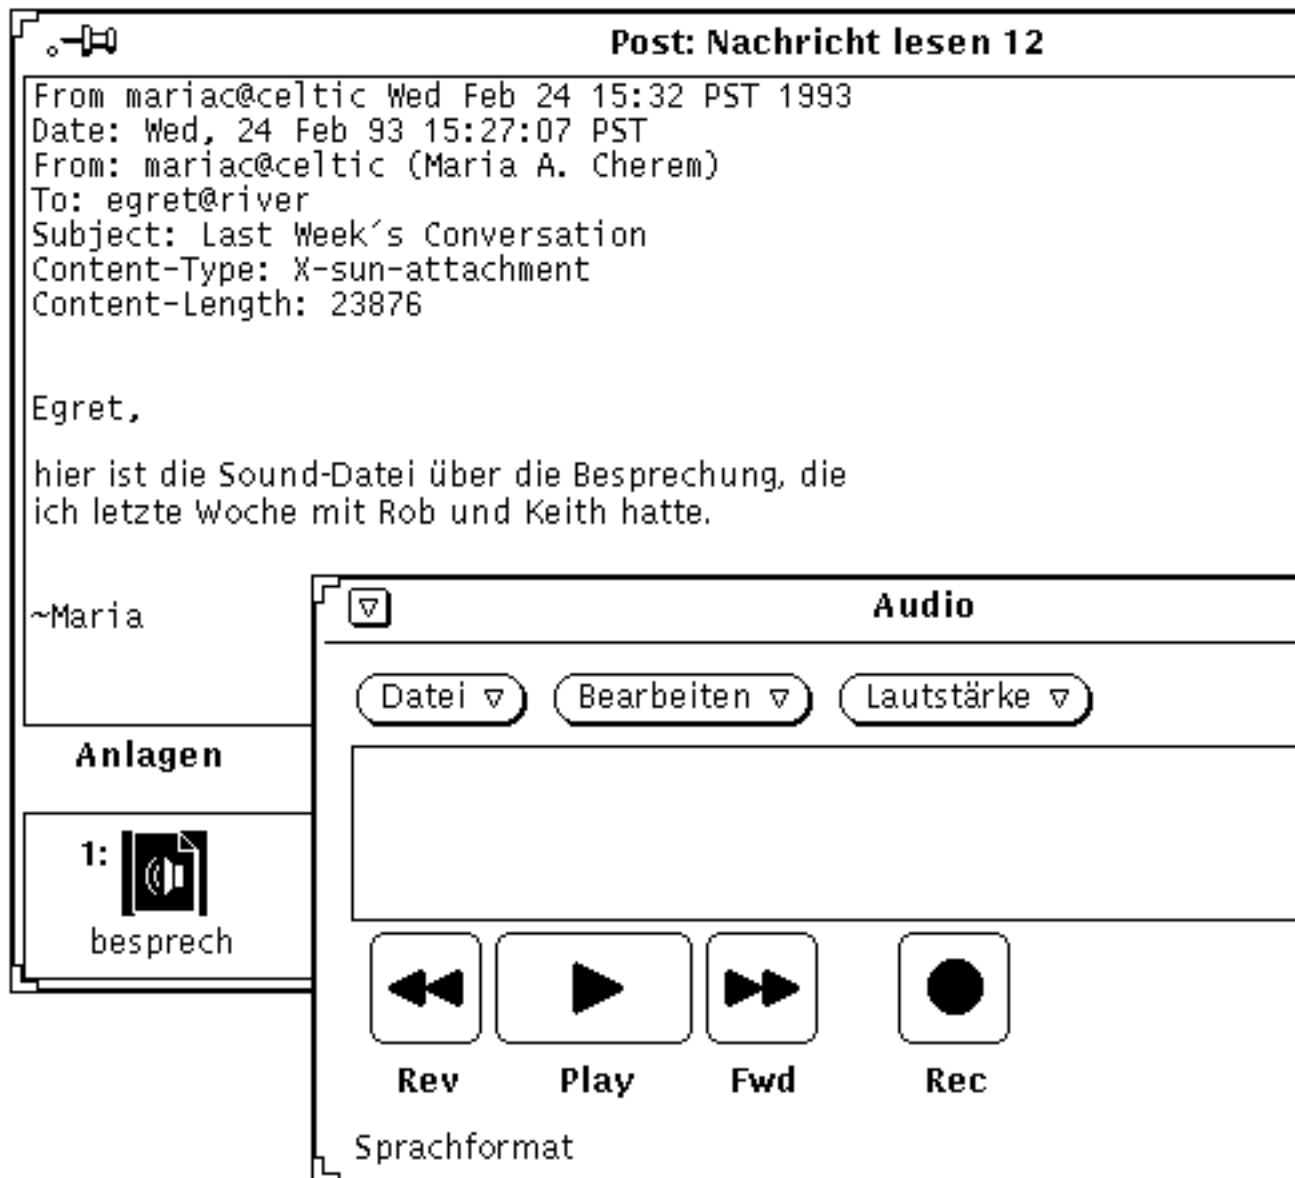 Post: Nachricht lesen 12
From mariac@celtic Wed Feb 24 15:32 PST 1993
Date: Wed, 24 Feb 93 15:27:07 PST
From: mariac@celtic (Maria A. Cherem)
To: egret@river
Subject: Last Week´s Conversation
Content-Type: X-sun-attachment
Content-Length: 23876
Egret,
hier ist die Sound-Datei über die Besprechung, die
ich letzte Woche mit Rob und Keith hatte.
~Maria
Anlagen
1:
besprech
Audio
Datei Bearbeiten Lautstärke
Rev Play Fwd Rec
Sprachformat